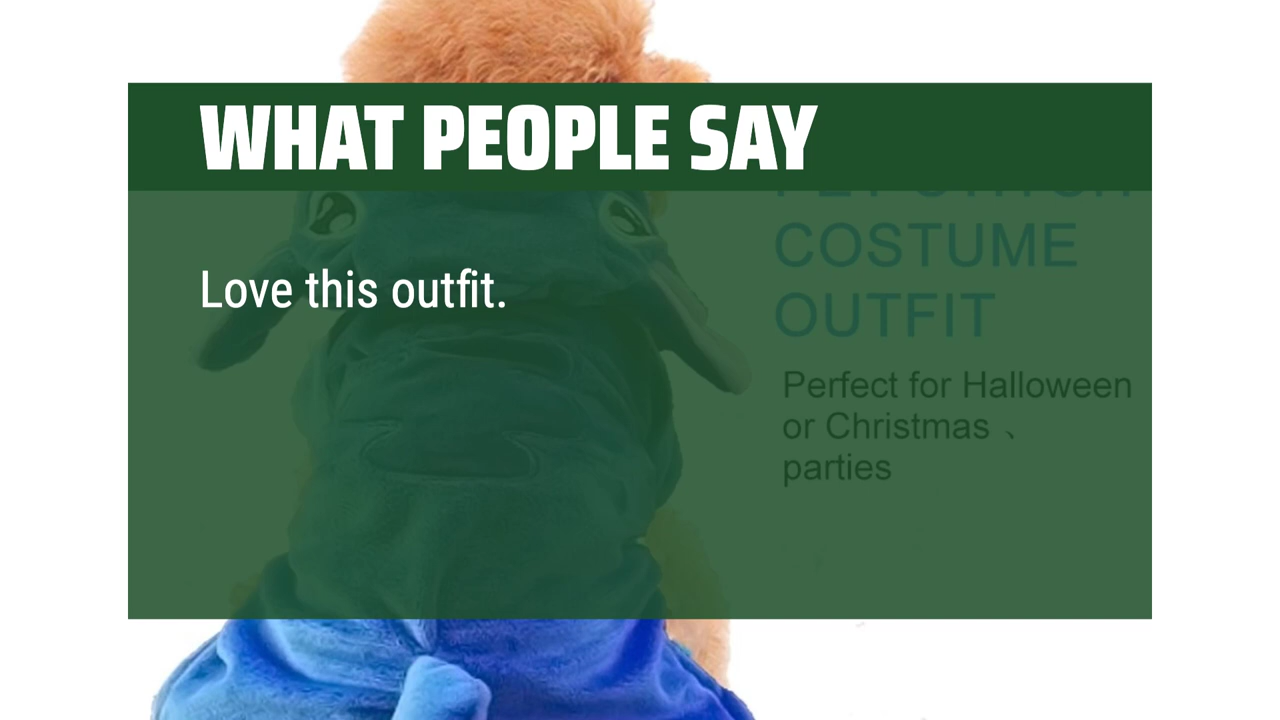 WHAT PEOPLE SAY
Love this outfit.
COSTUME
OUTFIT
Perfect for Halloween
or Christmas 、
parties